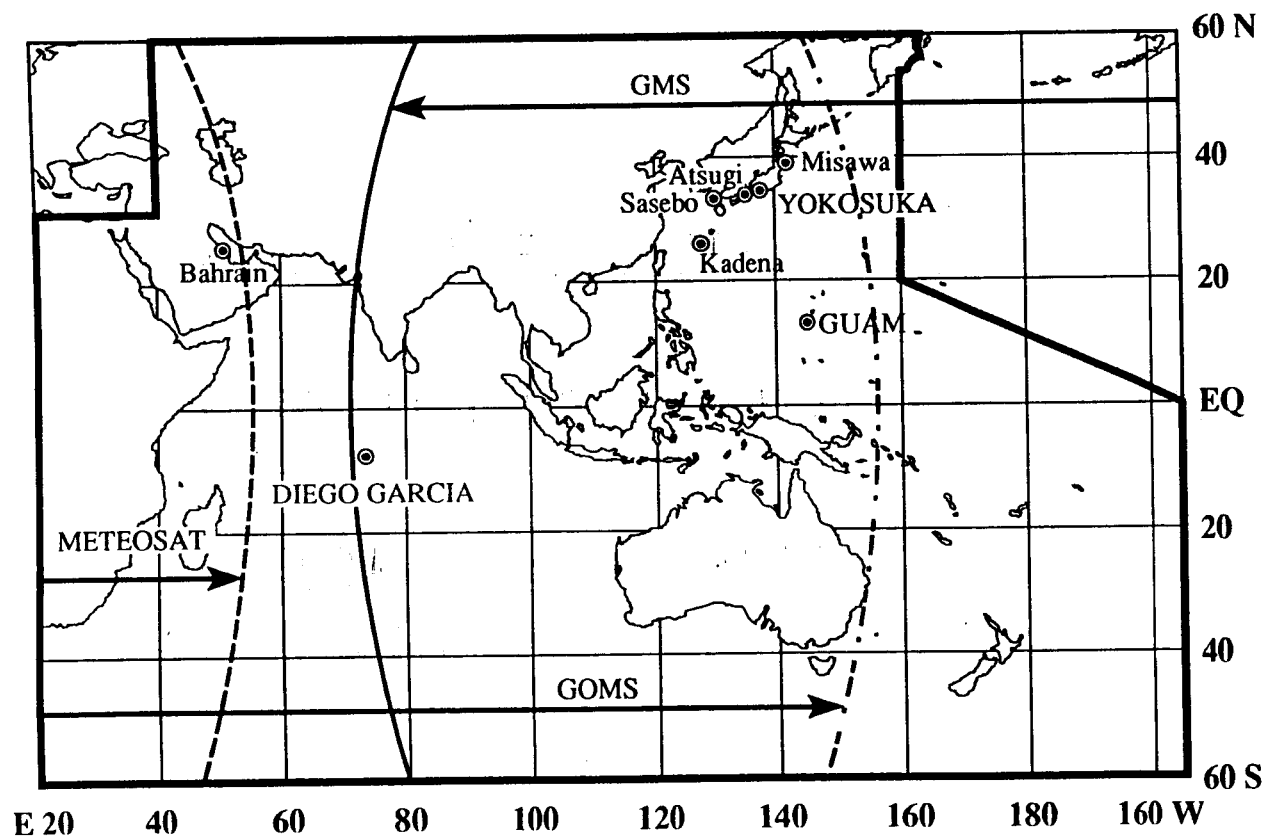 60 N
GMS
40
Misawa
Atsugi
Sasebo
YOKOSUKA
Bahrain
Kadena
20
GUAM
EQ
DIEGO GARCIA
METEOSAT
20
40
GOMS
60 S
E 20 40 60 80 100 120 140 160 180 160 W